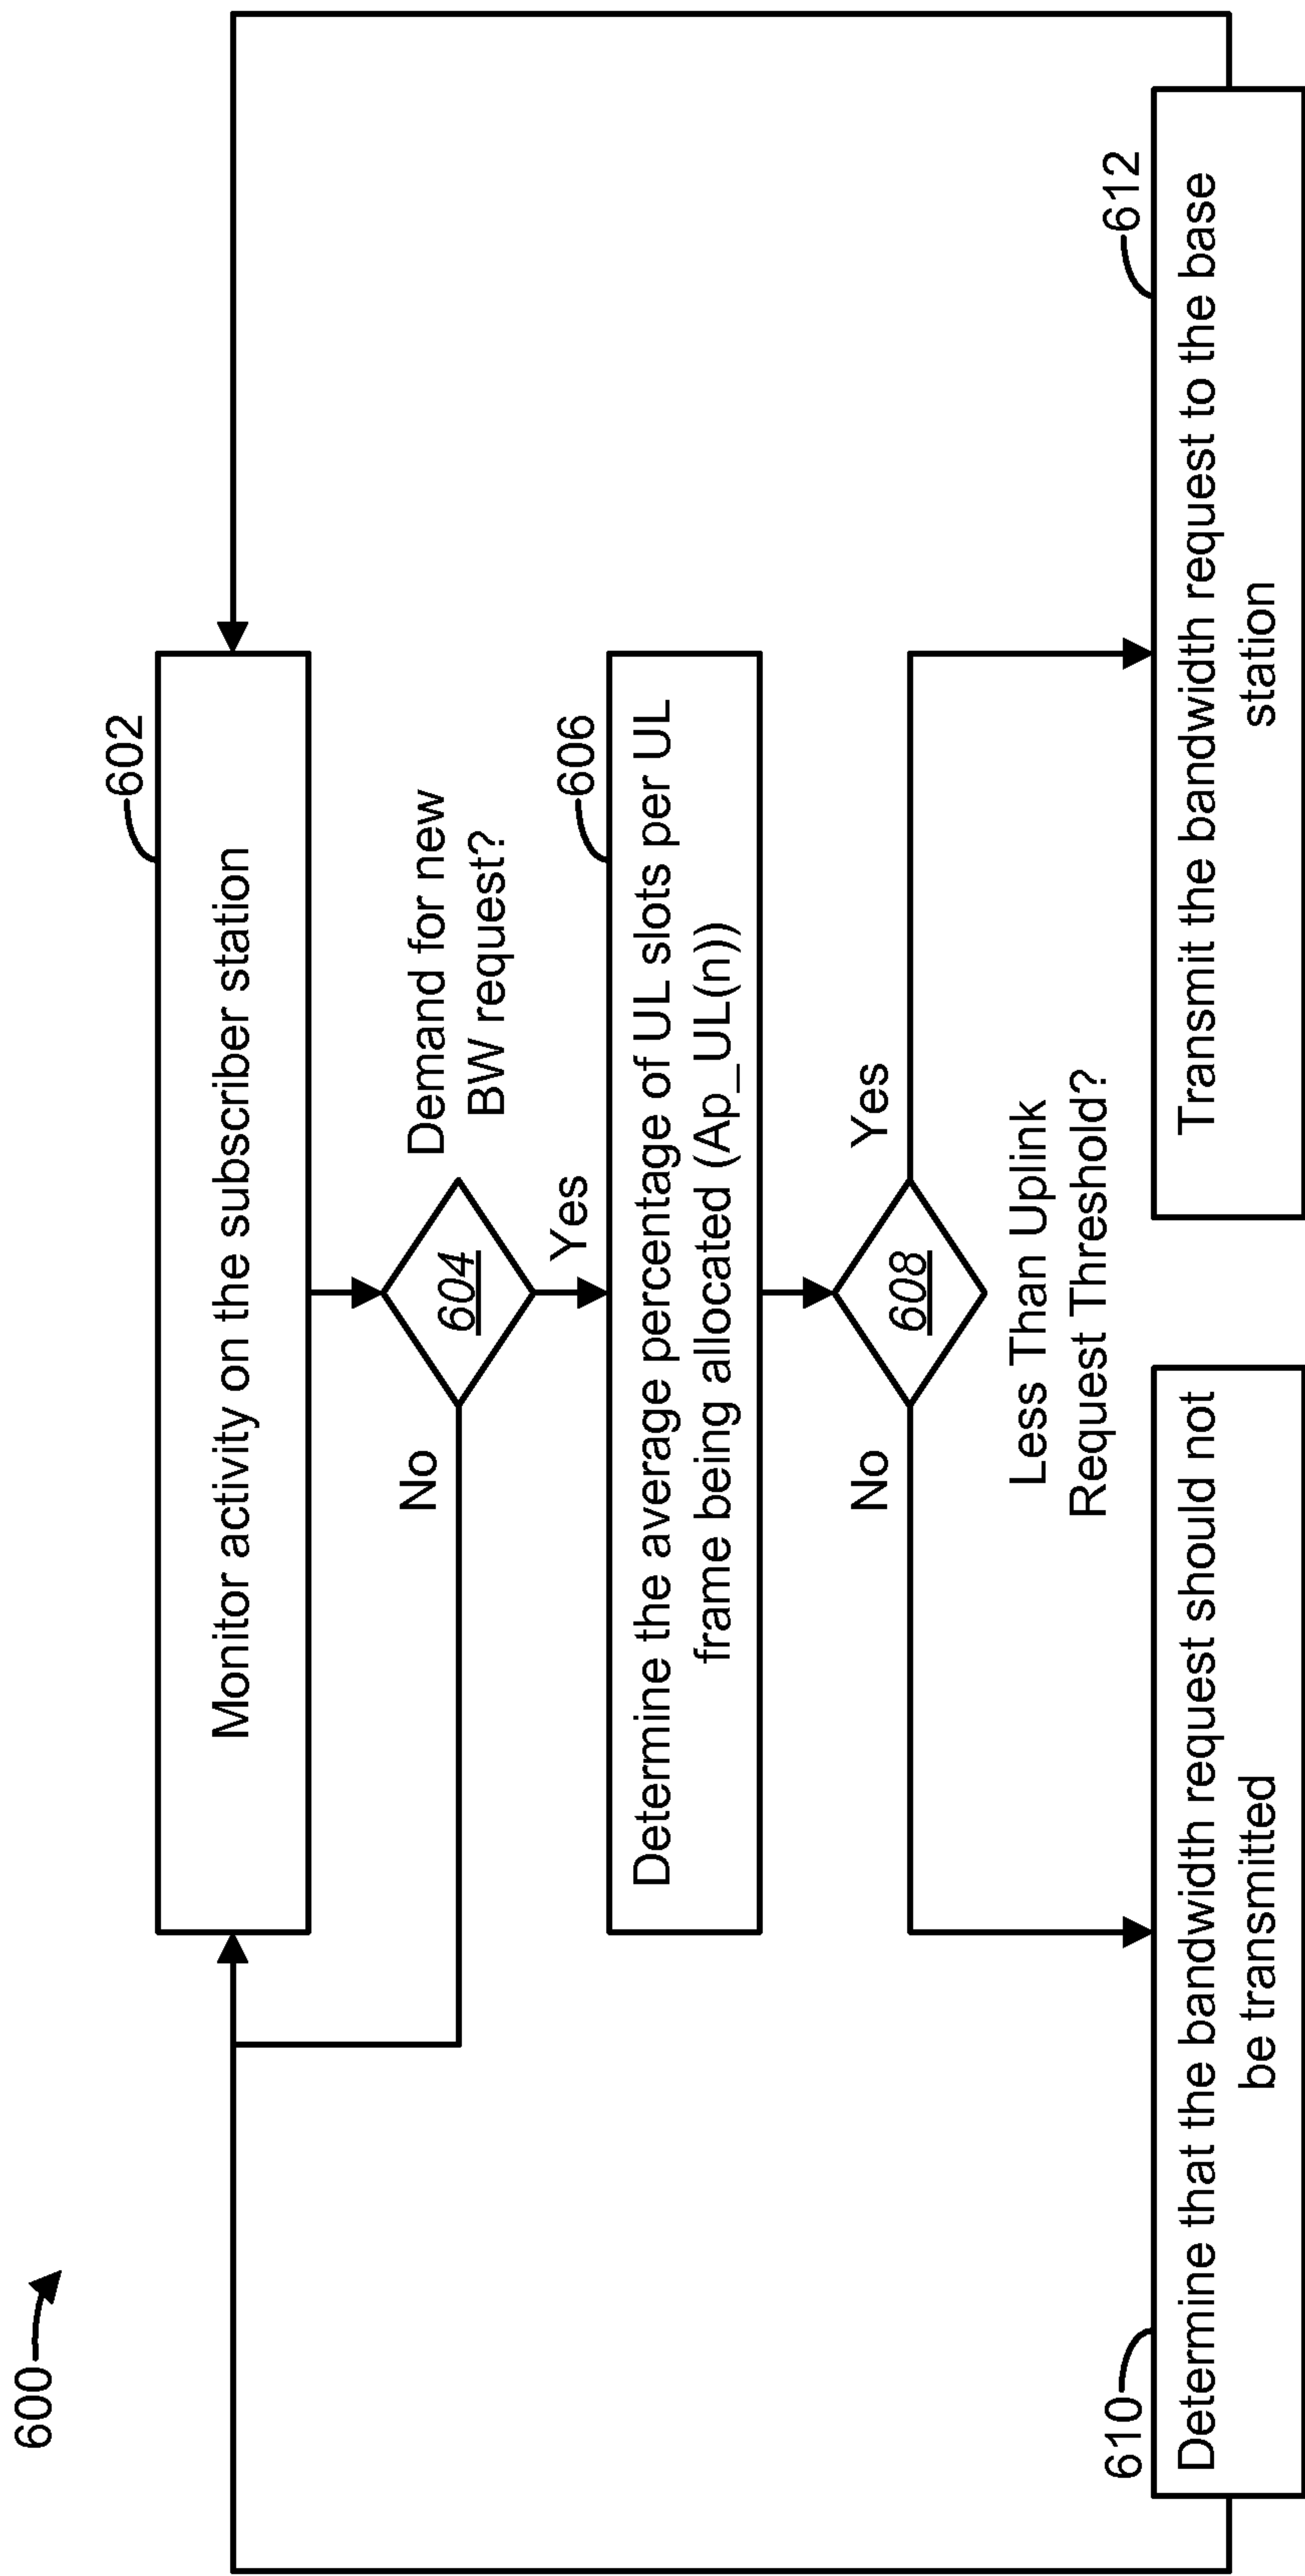 600
602
Monitor activity on the subscriber station
604
Demand for new
BW request?
No
Yes
606
Determine the average percentage of UL slots per UL
frame being allocated (Ap_UL(n))
608
No
Yes
Less Than Uplink
Request Threshold?
610
Determine that the bandwidth request should not
be transmitted
612
Transmit the bandwidth request to the base
station